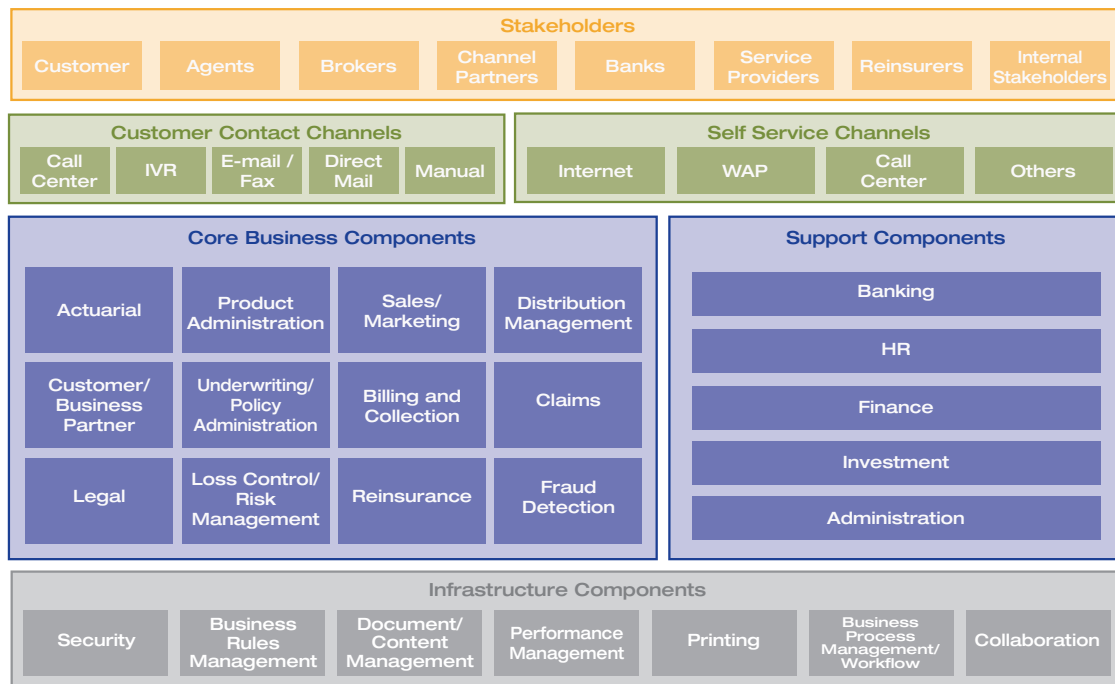 Stakeholders
Customer
Agents
Brokers
Channel
Partners
Banks
Service
Providers
Reinsurers
Internal
Stakeholders
Customer Contact Channels
Call
Center
IVR
E-mail /
Fax
Direct
Mail
Manual
Self Service Channels
Internet
WAP
Call
Center
Others
Core Business Components
Actuarial
Product
Administration
Sales/
Marketing
Distribution
Management
Customer/
Business
Partner
Underwriting/
Policy
Administration
Billing and
Collection
Claims
Legal
Loss Control/
Risk
Management
Reinsurance
Fraud
Detection
Support Components
Banking
HR
Finance
Investment
Administration
Infrastructure Components
Security
Business
Rules
Management
Document/
Content
Management
Performance
Management
Printing
Business
Process
Management/
Workflow
Collaboration